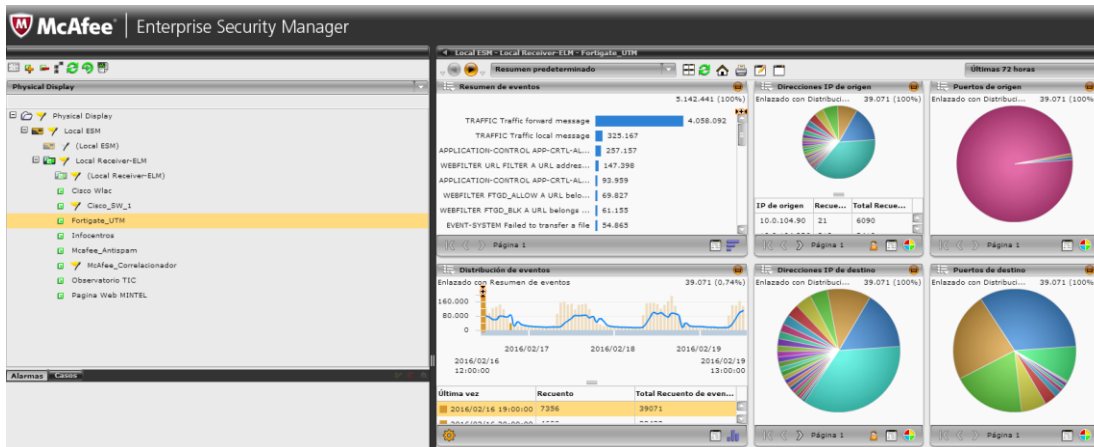 McAfee® | Enterprise Security Manager
Physical Display
Physical Display
Local ESM
(Local ESM)
Local Receiver-ELM
(Local Receiver-ELM)
Cisco Wlac
Cisco_SW_1
Fortigate_UTM
Infocentros
Mcafee_Antispam
McAfee_Correlacionador
Observatorio TIC
Pagina Web MINTEL
Alarmas Casos
Local ESM - Local Receiver-ELM - Fortigate_UTM
Resumen predeterminado
Últimas 72 horas
Resumen de eventos
5.142.441 (100%)
TRAFFIC Traffic forward message 4.058.092
TRAFFIC Traffic local message 325.167
APPLICATION-CONTROL APP-CRTL-AL... 257.157
WEBFILTER URL FILTER A URL addres... 147.398
APPLICATION-CONTROL APP-CRTL-AL... 93.959
WEBFILTER FTGD_ALLOW A URL belo... 69.827
WEBFILTER FTGD_BLK A URL belongs ... 61.155
EVENT-SYSTEM Failed to transfer a file 54.865
Página 1
Direcciones IP de origen
Enlazado con Distribuci... 39.071 (100%)
IP de origen Recue... Total Recue...
10.0.104.90 21 6090
Página 1
Puertos de origen
Enlazado con Distribuci... 39.071 (100%)
Página 1
Distribución de eventos
Enlazado con Resumen de eventos 39.071 (0,74%)
160.000
80.000
0
2016/02/17 2016/02/18 2016/02/19
2016/02/16 12:00:00
2016/02/19 13:00:00
Última vez Recuento Total Recuento de even...
2016/02/16 19:00:00 7356 39071
Direcciones IP de destino
Enlazado con Distribuci... 39.071 (100%)
Página 1
Puertos de destino
Enlazado con Distribuci... 39.071 (100%)
Página 1